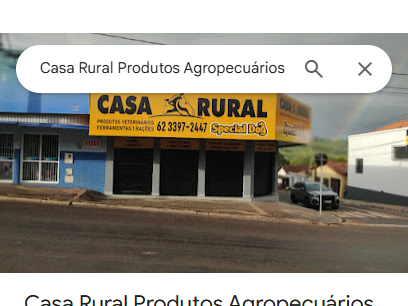 Casa Rural Produtos Agropecuários
CASA RURAL
PRODUTOS VETERINÁRIOS
FERRAMENTAS | RAÇÕES
62 3397-2447
Special Dog
Casa Rural Produtos Agropecuários